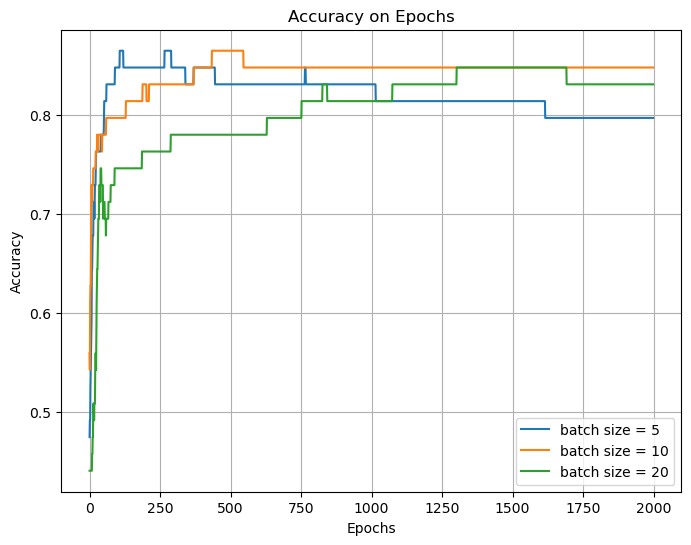 Accuracy on Epochs
Accuracy
0.8
0.7
0.6
0.5
0 250 500 750 1000 1250 1500 1750 2000
Epochs
batch size = 5
batch size = 10
batch size = 20